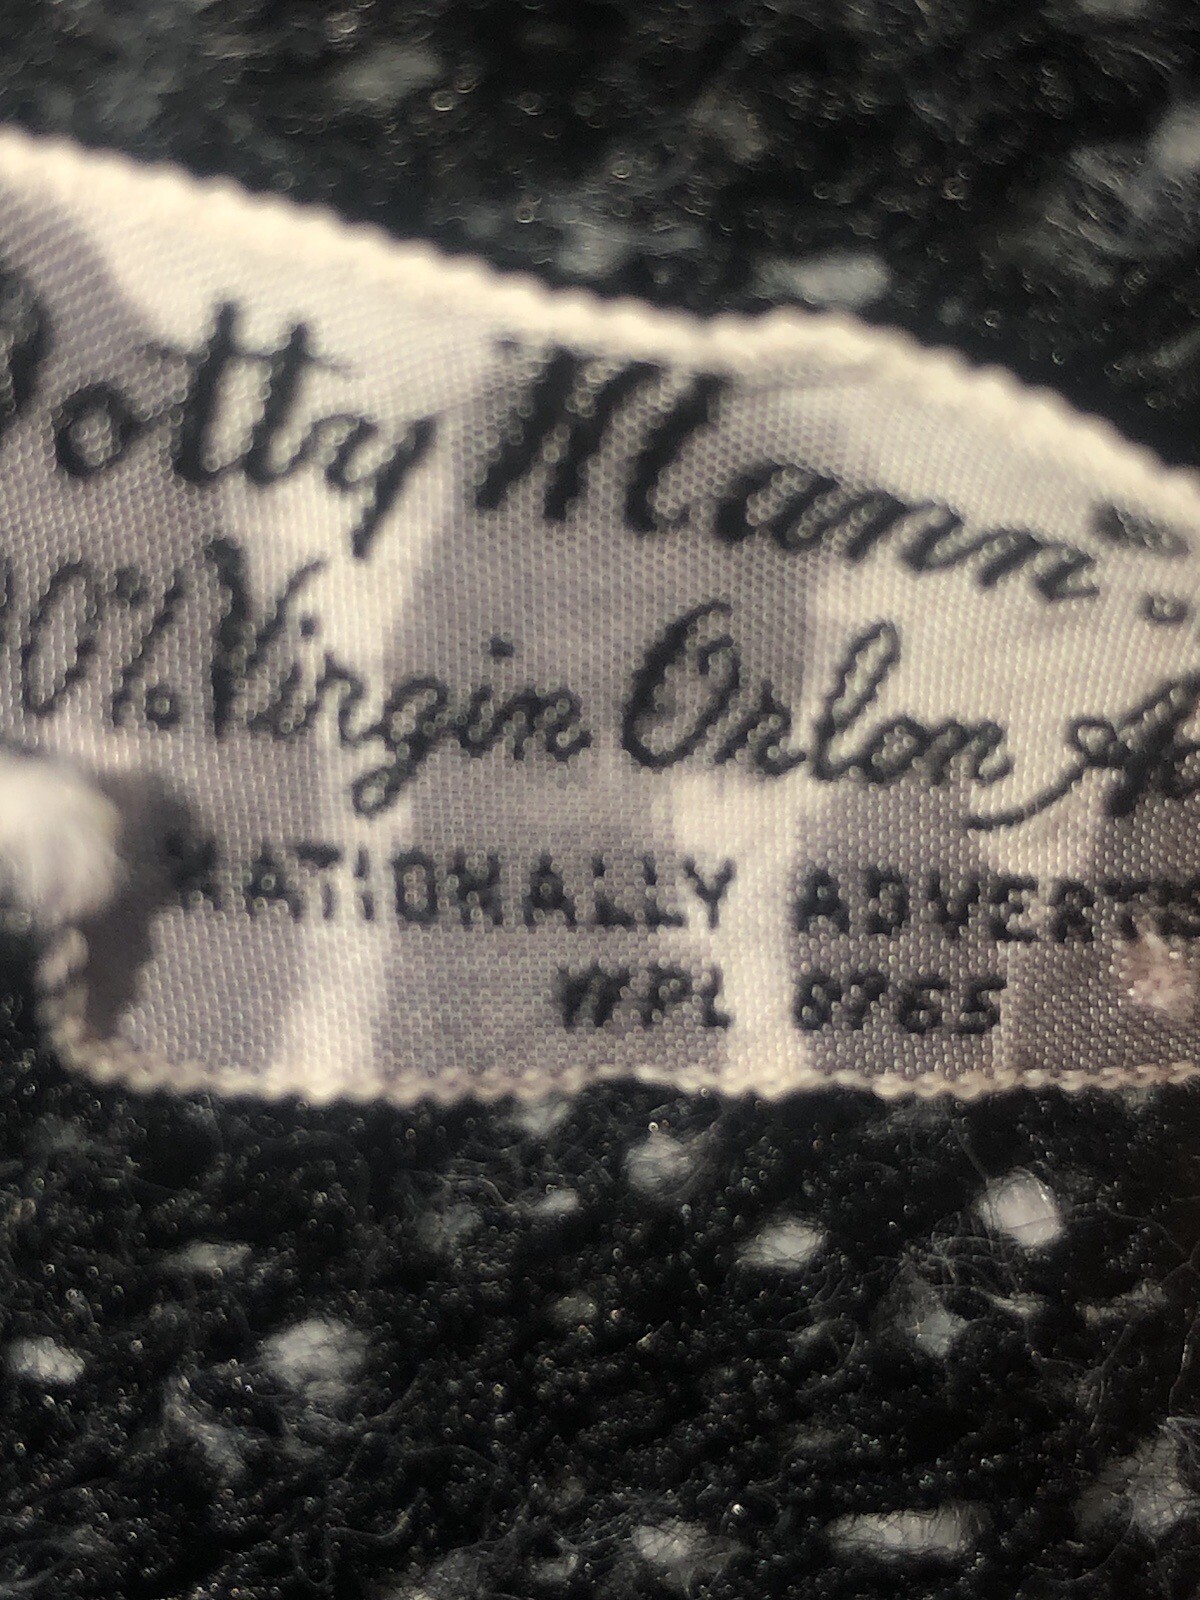 otty Mann
0% Virgin Orlon A
NATIONALLY ADVERT
WPL 8765